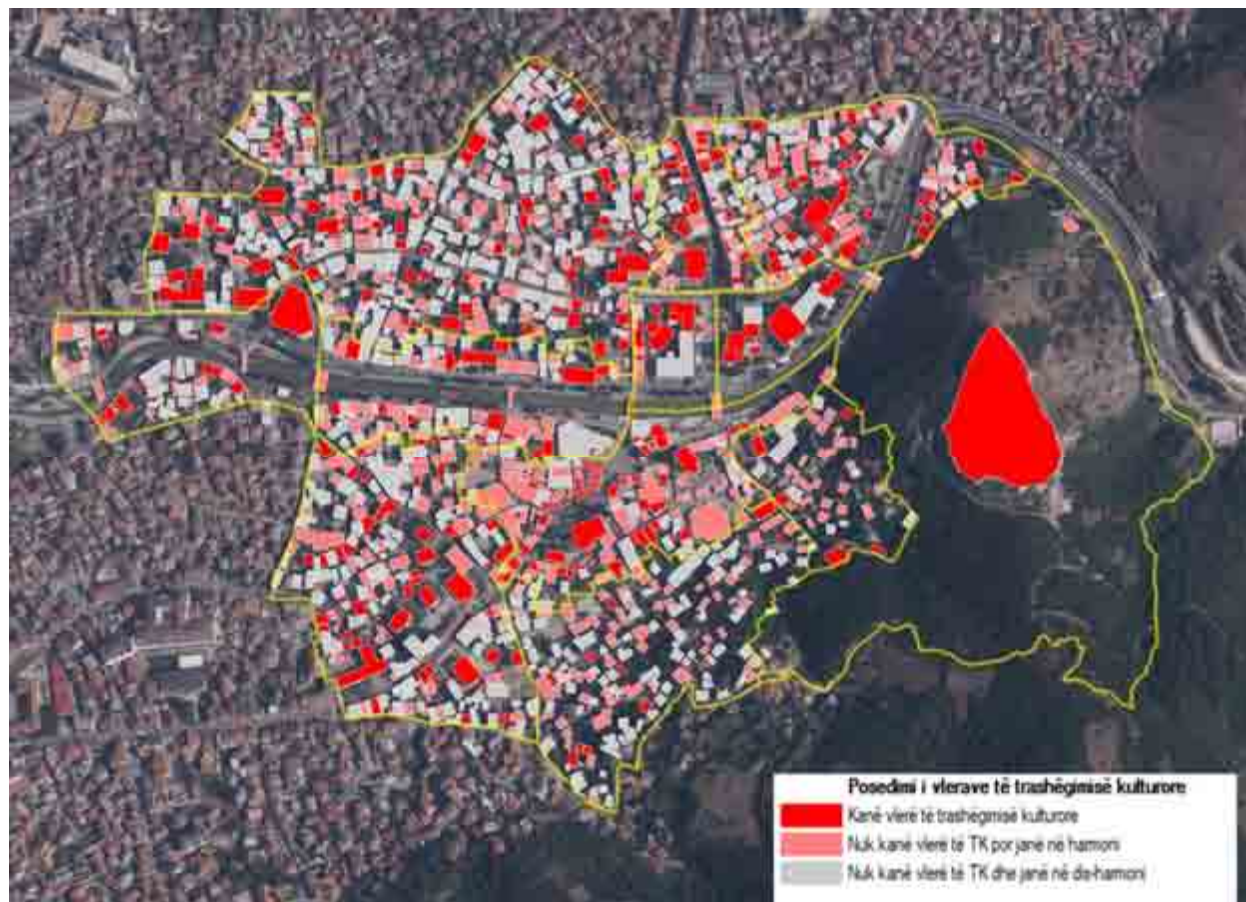 Posedimi i vlerave të trashëgimisë kulturore
Kanë vlerë të trashëgimisë kulturore
Nuk kanë vlerë të TK por janë në harmoni
Nuk kanë vlerë të TK dhe janë në dis-harmoni